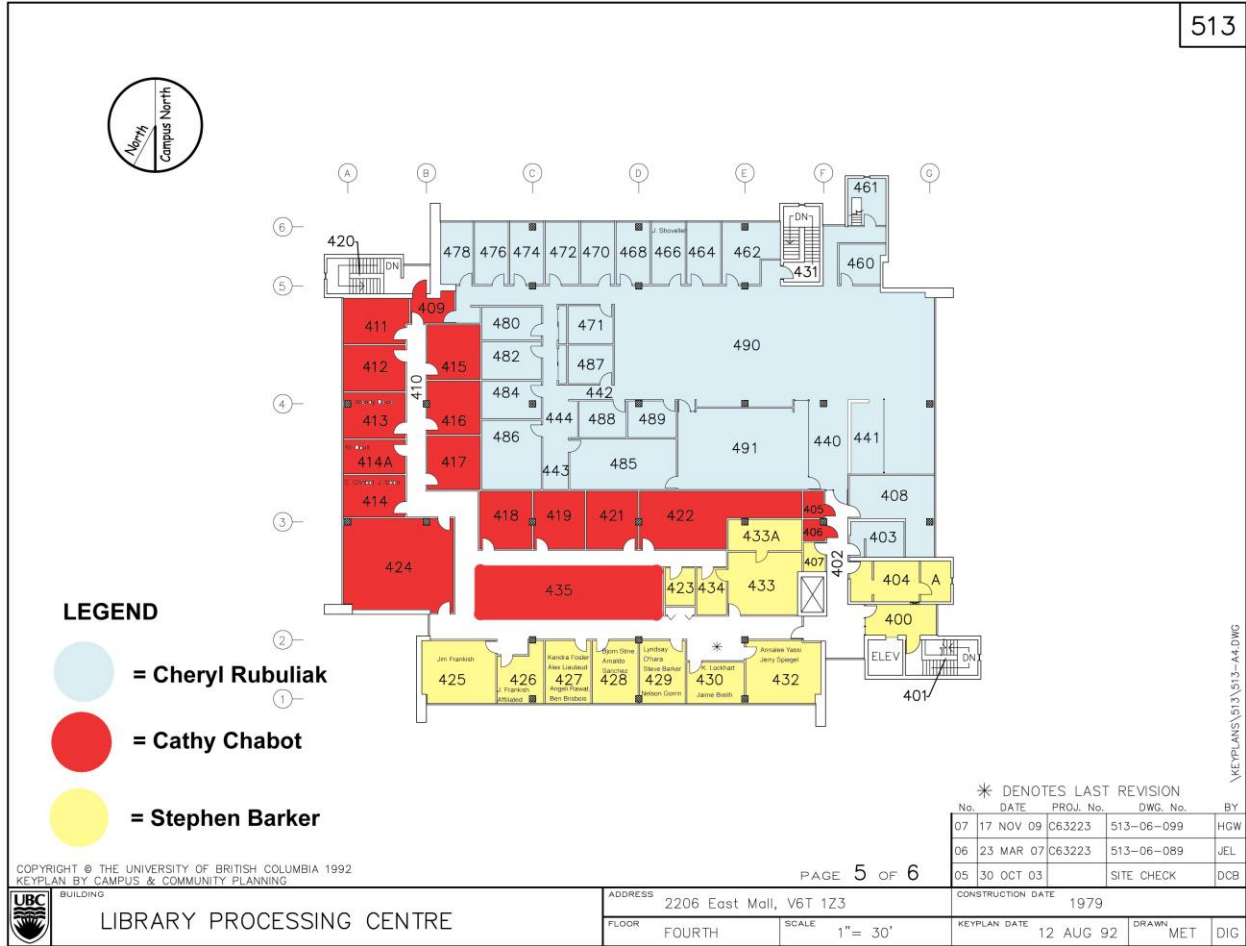 513
North
Campus North
A B C D E F G
6
5
4
3
2
1
461
420
DN
478 476 474 472 470 468 466 464 462
J. Shoveller
DN
431
460
409
411
412
413
414A
414
410
415
416
417
480
482
484
486
471
487
442
444
443
488
489
485
490
491
440
441
408
403
418
419
421
422
405
406
433A
407
402
433
404
A
424
435
423
434
400
ELEV
DN
401
Jim Frankish
425
426
J. Frankish
Affiliated
Kendra Foster
Alex Liautaud
427
Angeli Rawat
Ben Brisbois
Bjorn Stine
Arnaldo
Sanchez
428
Lyndsay
O'hara
Steve Barker
429
Nelson Gorrin
*
K. Lockhart
430
Jaime Breilh
Annalee Yassi
Jerry Spiegel
432
LEGEND
= Cheryl Rubuliak
= Cathy Chabot
= Stephen Barker
\KEYPLANS\513\513-A4.DWG
* DENOTES LAST REVISION
No. DATE PROJ. No. DWG. No. BY
07 17 NOV 09 C63223 513-06-099 HGW
06 23 MAR 07 C63223 513-06-089 JEL
05 30 OCT 03 SITE CHECK DCB
COPYRIGHT © THE UNIVERSITY OF BRITISH COLUMBIA 1992
KEYPLAN BY CAMPUS & COMMUNITY PLANNING
PAGE 5 OF 6
UBC
BUILDING
LIBRARY PROCESSING CENTRE
ADDRESS
2206 East Mall, V6T 1Z3
CONSTRUCTION DATE
1979
FLOOR
FOURTH
SCALE
1"= 30'
KEYPLAN DATE
12 AUG 92
DRAWN
MET
DIG